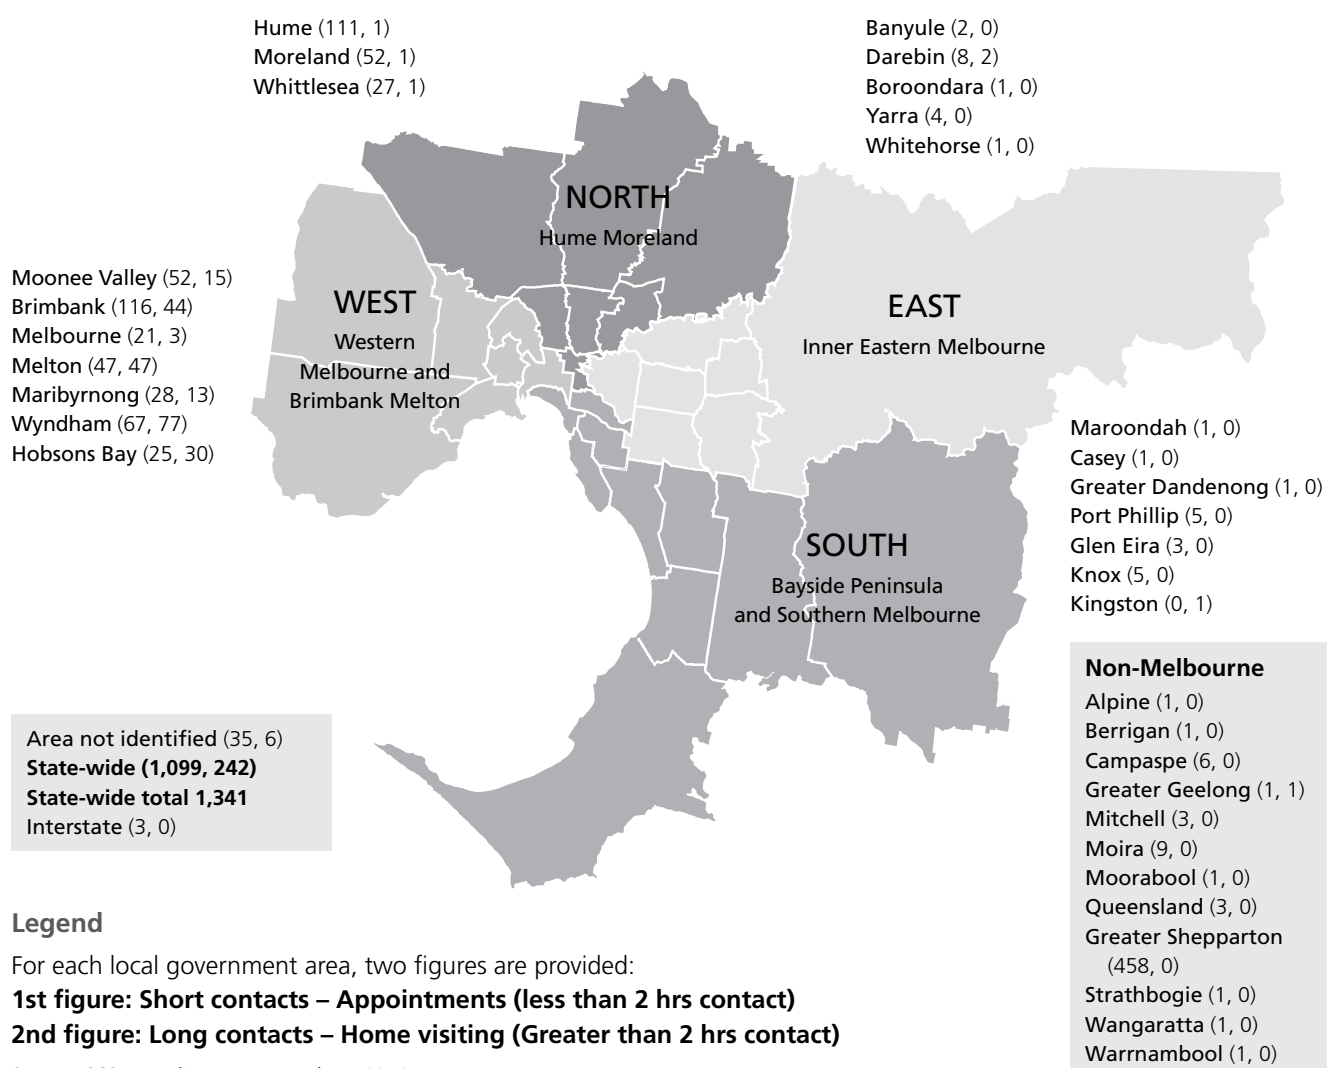 Hume (111, 1)
Moreland (52, 1)
Whittlesea (27, 1)
Banyule (2, 0)
Darebin (8, 2)
Boroondara (1, 0)
Yarra (4, 0)
Whitehorse (1, 0)
NORTH
Hume Moreland
Moonee Valley (52, 15)
Brimbank (116, 44)
Melbourne (21, 3)
Melton (47, 47)
Maribyrnong (28, 13)
Wyndham (67, 77)
Hobsons Bay (25, 30)
WEST
Western
Melbourne and
Brimbank Melton
EAST
Inner Eastern Melbourne
Maroondah (1, 0)
Casey (1, 0)
Greater Dandenong (1, 0)
Port Phillip (5, 0)
Glen Eira (3, 0)
Knox (5, 0)
Kingston (0, 1)
SOUTH
Bayside Peninsula
and Southern Melbourne
Non-Melbourne
Alpine (1, 0)
Berrigan (1, 0)
Campaspe (6, 0)
Greater Geelong (1, 1)
Mitchell (3, 0)
Moira (9, 0)
Moorabool (1, 0)
Queensland (3, 0)
Greater Shepparton
(458, 0)
Strathbogie (1, 0)
Wangaratta (1, 0)
Warrnambool (1, 0)
Area not identified (35, 6)
State-wide (1,099, 242)
State-wide total 1,341
Interstate (3, 0)
Legend
For each local government area, two figures are provided:
1st figure: Short contacts – Appointments (less than 2 hrs contact)
2nd figure: Long contacts – Home visiting (Greater than 2 hrs contact)